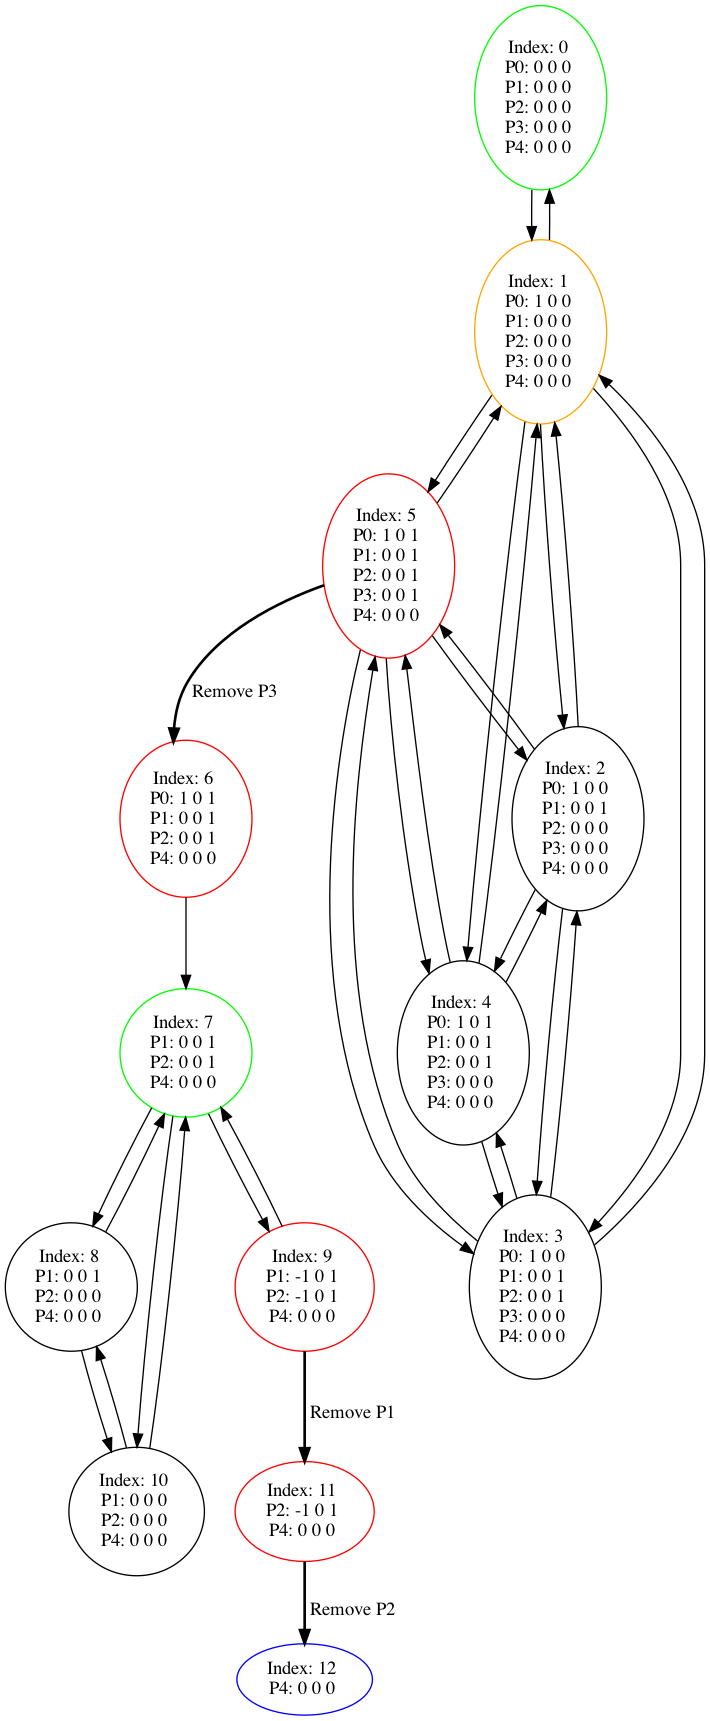 Index: 0
P0: 0 0 0
P1: 0 0 0
P2: 0 0 0
P3: 0 0 0
P4: 0 0 0
Index: 1
P0: 1 0 0
P1: 0 0 0
P2: 0 0 0
P3: 0 0 0
P4: 0 0 0
Index: 5
P0: 1 0 1
P1: 0 0 1
P2: 0 0 1
P3: 0 0 1
P4: 0 0 0
Remove P3
Index: 6
P0: 1 0 1
P1: 0 0 1
P2: 0 0 1
P4: 0 0 0
Index: 2
P0: 1 0 0
P1: 0 0 1
P2: 0 0 0
P3: 0 0 0
P4: 0 0 0
Index: 4
P0: 1 0 1
P1: 0 0 1
P2: 0 0 1
P3: 0 0 0
P4: 0 0 0
Index: 7
P1: 0 0 1
P2: 0 0 1
P4: 0 0 0
Index: 3
P0: 1 0 0
P1: 0 0 1
P2: 0 0 1
P3: 0 0 0
P4: 0 0 0
Index: 8
P1: 0 0 1
P2: 0 0 0
P4: 0 0 0
Index: 9
P1: -1 0 1
P2: -1 0 1
P4: 0 0 0
Remove P1
Index: 10
P1: 0 0 0
P2: 0 0 0
P4: 0 0 0
Index: 11
P2: -1 0 1
P4: 0 0 0
Remove P2
Index: 12
P4: 0 0 0